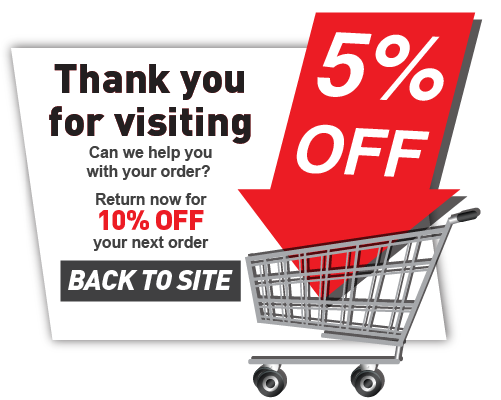 Thank you
for visiting
Can we help you
with your order?
Return now for
10% OFF
your next order
BACK TO SITE
5%
OFF